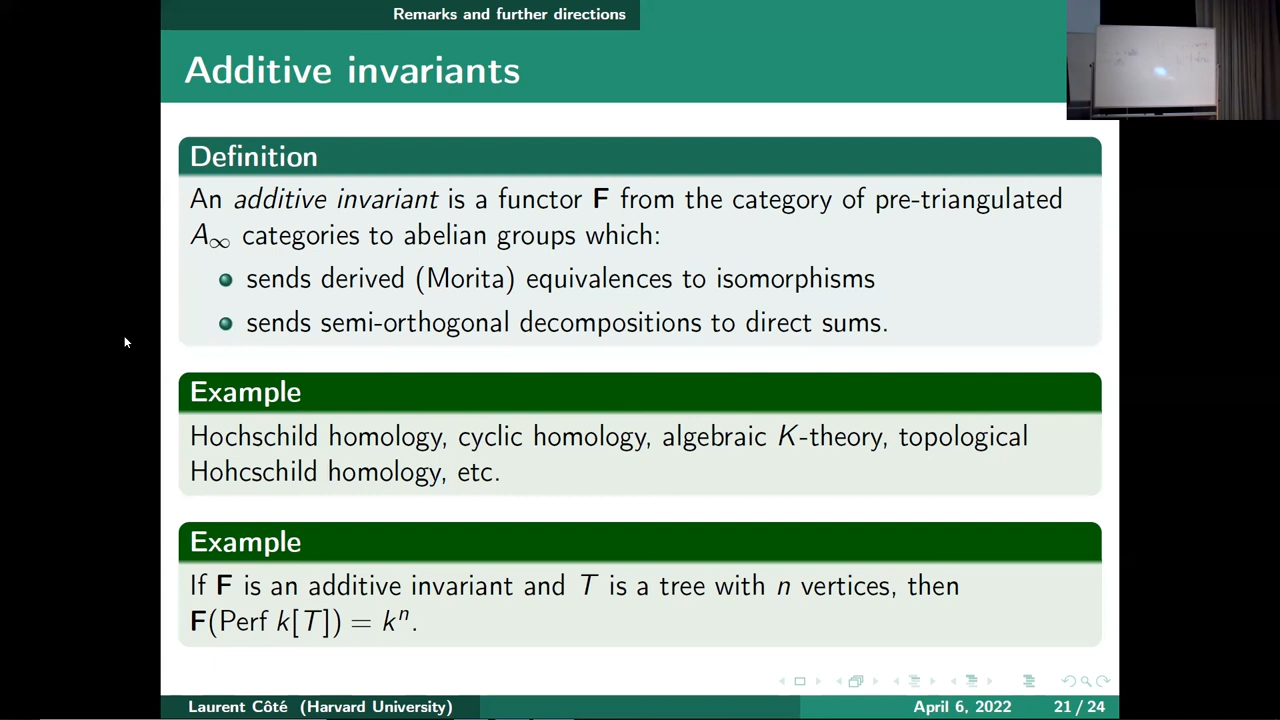 Remarks and further directions
Additive invariants
Definition
An additive invariant is a functor F from the category of pre-triangulated
A∞ categories to abelian groups which:
sends derived (Morita) equivalences to isomorphisms
sends semi-orthogonal decompositions to direct sums.
Example
Hochschild homology, cyclic homology, algebraic K-theory, topological
Hohcschild homology, etc.
Example
If F is an additive invariant and T is a tree with n vertices, then
F(Perf k[T]) = kⁿ.
Laurent Côté (Harvard University)
April 6, 2022
21 / 24